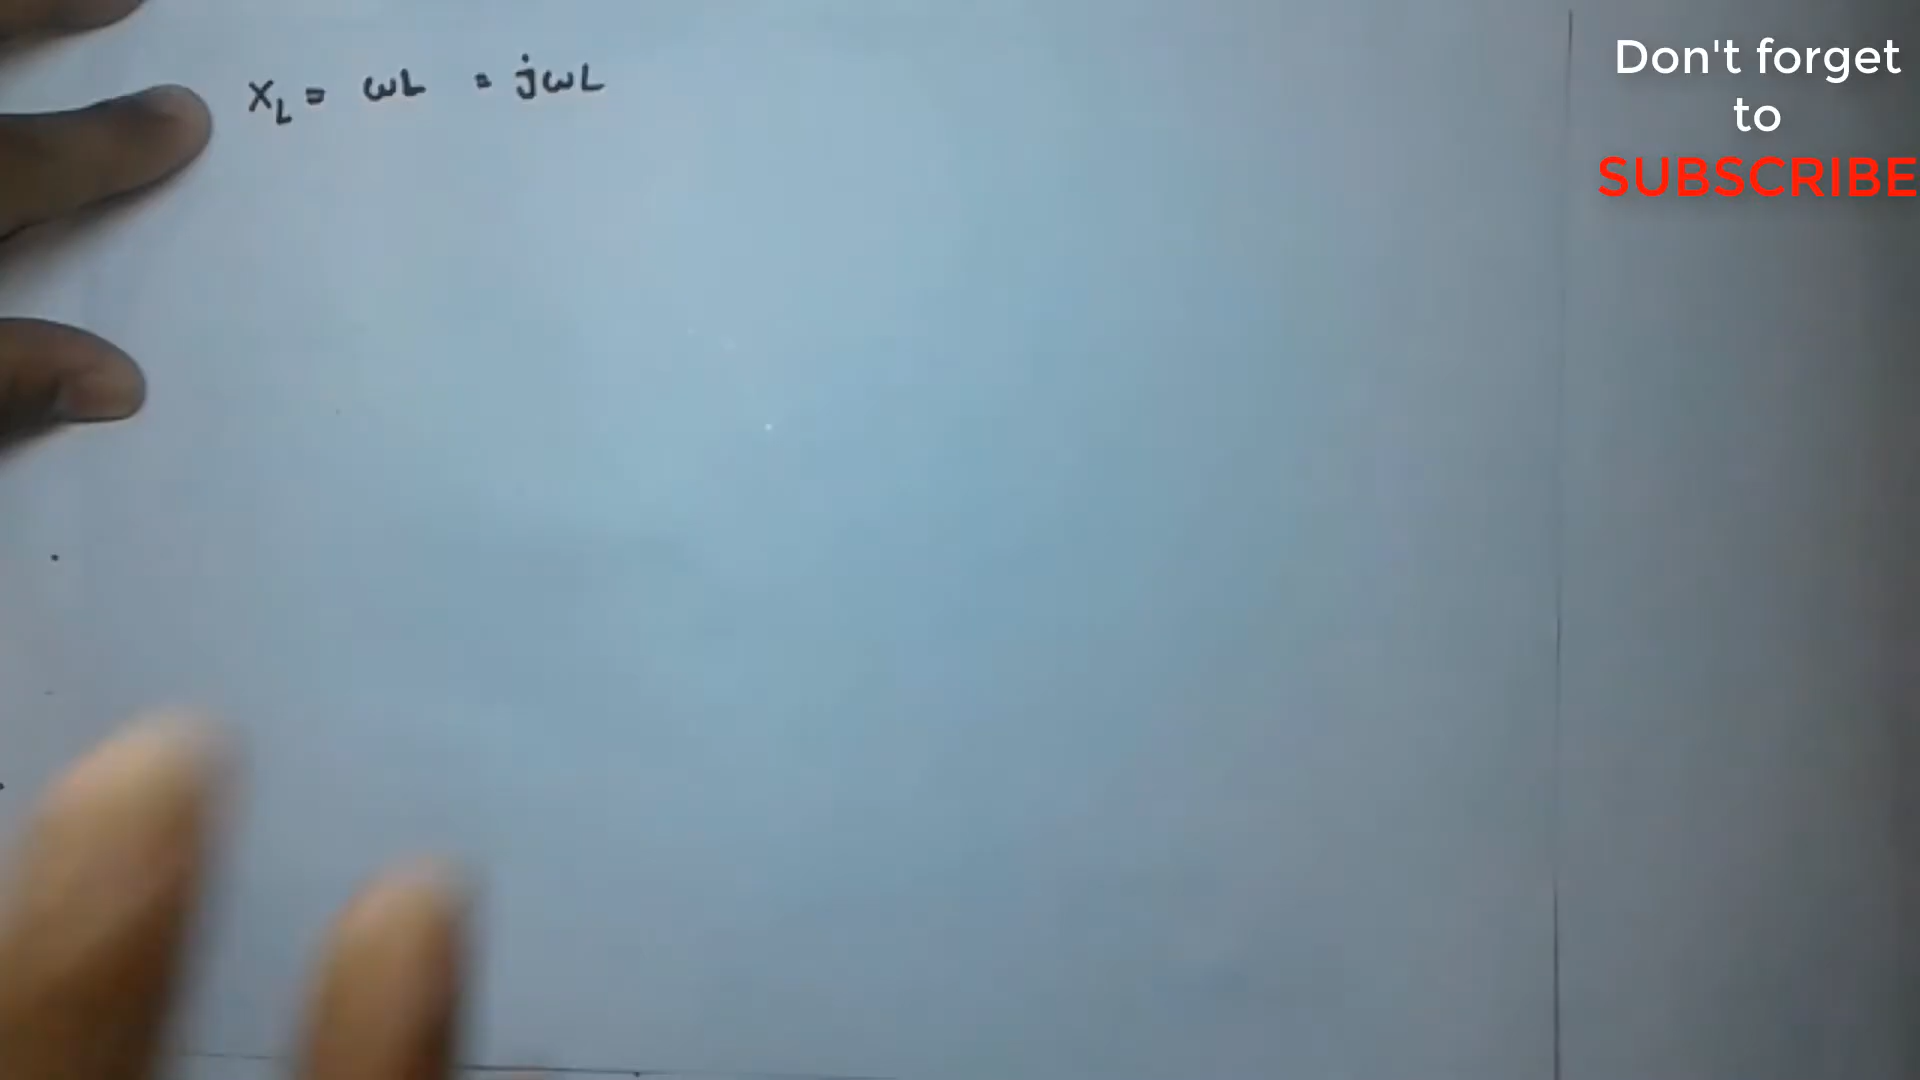 X_L = ωL = jωL
Don't forget
to
SUBSCRIBE